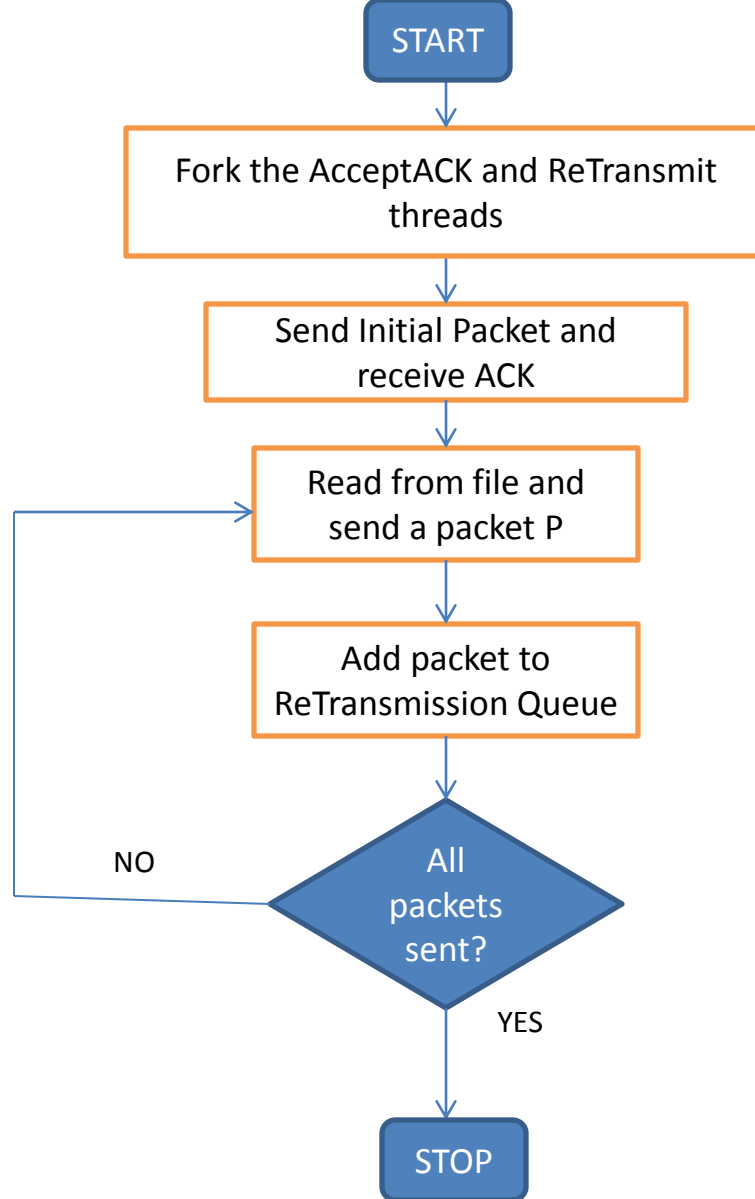 START
Fork the AcceptACK and ReTransmit
threads
Send Initial Packet and
receive ACK
Read from file and
send a packet P
Add packet to
ReTransmission Queue
All
packets
sent?
NO
YES
STOP